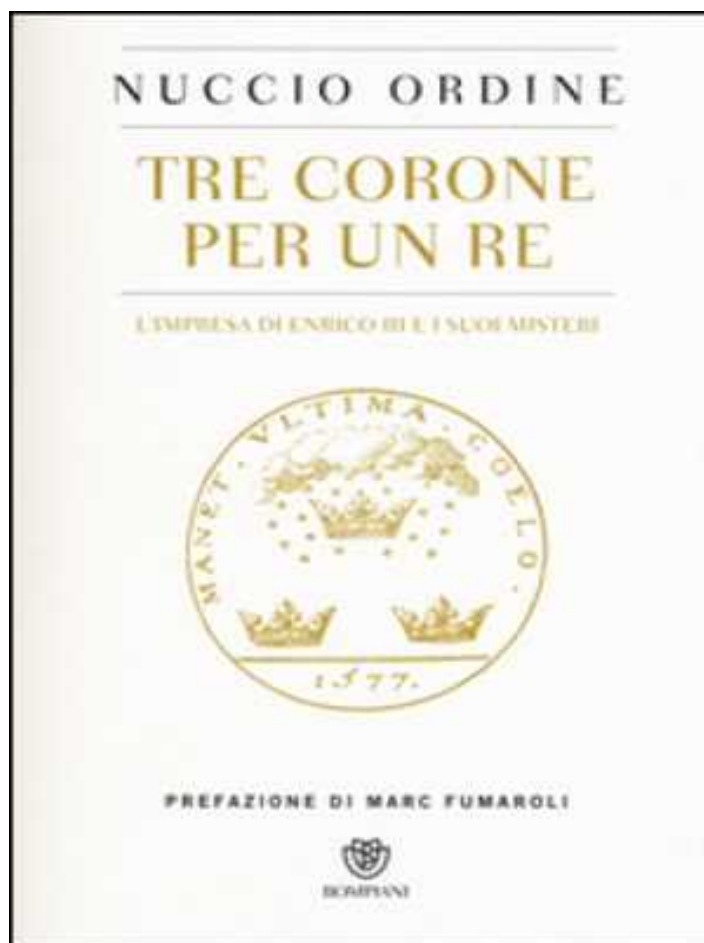 NUCCIO ORDINE
TRE CORONE
PER UN RE
L'IMPRESA DI ENRICO III E I SUOI MISTERI
MANET · VLTIMA · COELO ·
1577.
PREFAZIONE DI MARC FUMAROLI
BOMPIANI